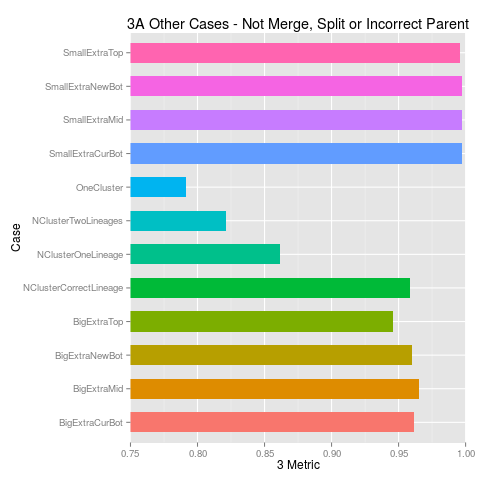 3A Other Cases - Not Merge, Split or Incorrect Parent
Case
SmallExtraTop
SmallExtraNewBot
SmallExtraMid
SmallExtraCurBot
OneCluster
NClusterTwoLineages
NClusterOneLineage
NClusterCorrectLineage
BigExtraTop
BigExtraNewBot
BigExtraMid
BigExtraCurBot
0.75 0.80 0.85 0.90 0.95 1.00
3 Metric